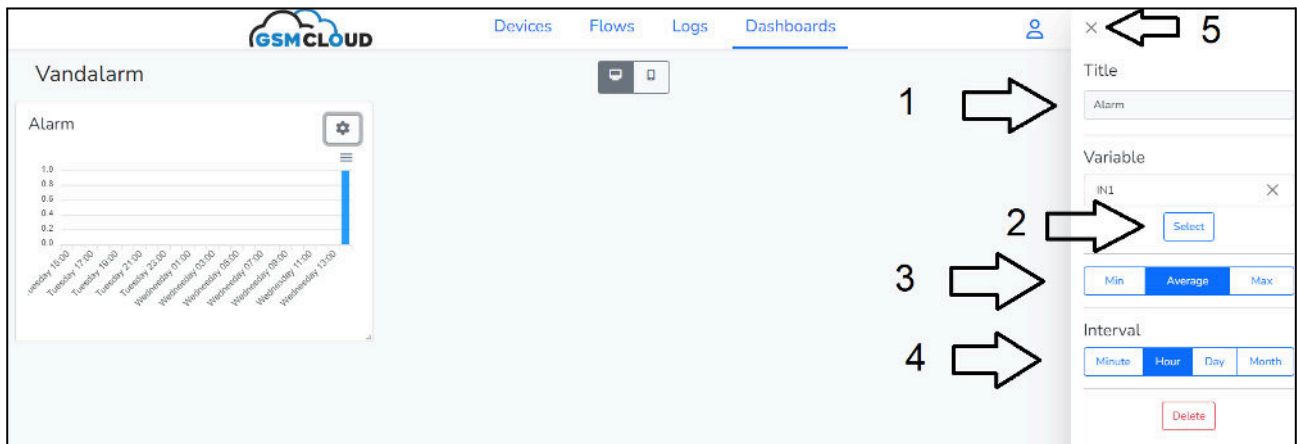 GSMCLOUD
Devices Flows Logs Dashboards
5
Vandalarm
Title
1
Alarm
Alarm
Variable
IN1
2
Select
1.0
0.8
0.6
0.4
0.2
0.0
Tuesday 17:00
Tuesday 19:00
Tuesday 21:00
Tuesday 23:00
Wednesday 01:00
Wednesday 03:00
Wednesday 05:00
Wednesday 07:00
Wednesday 09:00
Wednesday 11:00
Wednesday 13:00
3
Min Average Max
Interval
4
Minute Hour Day Month
Delete